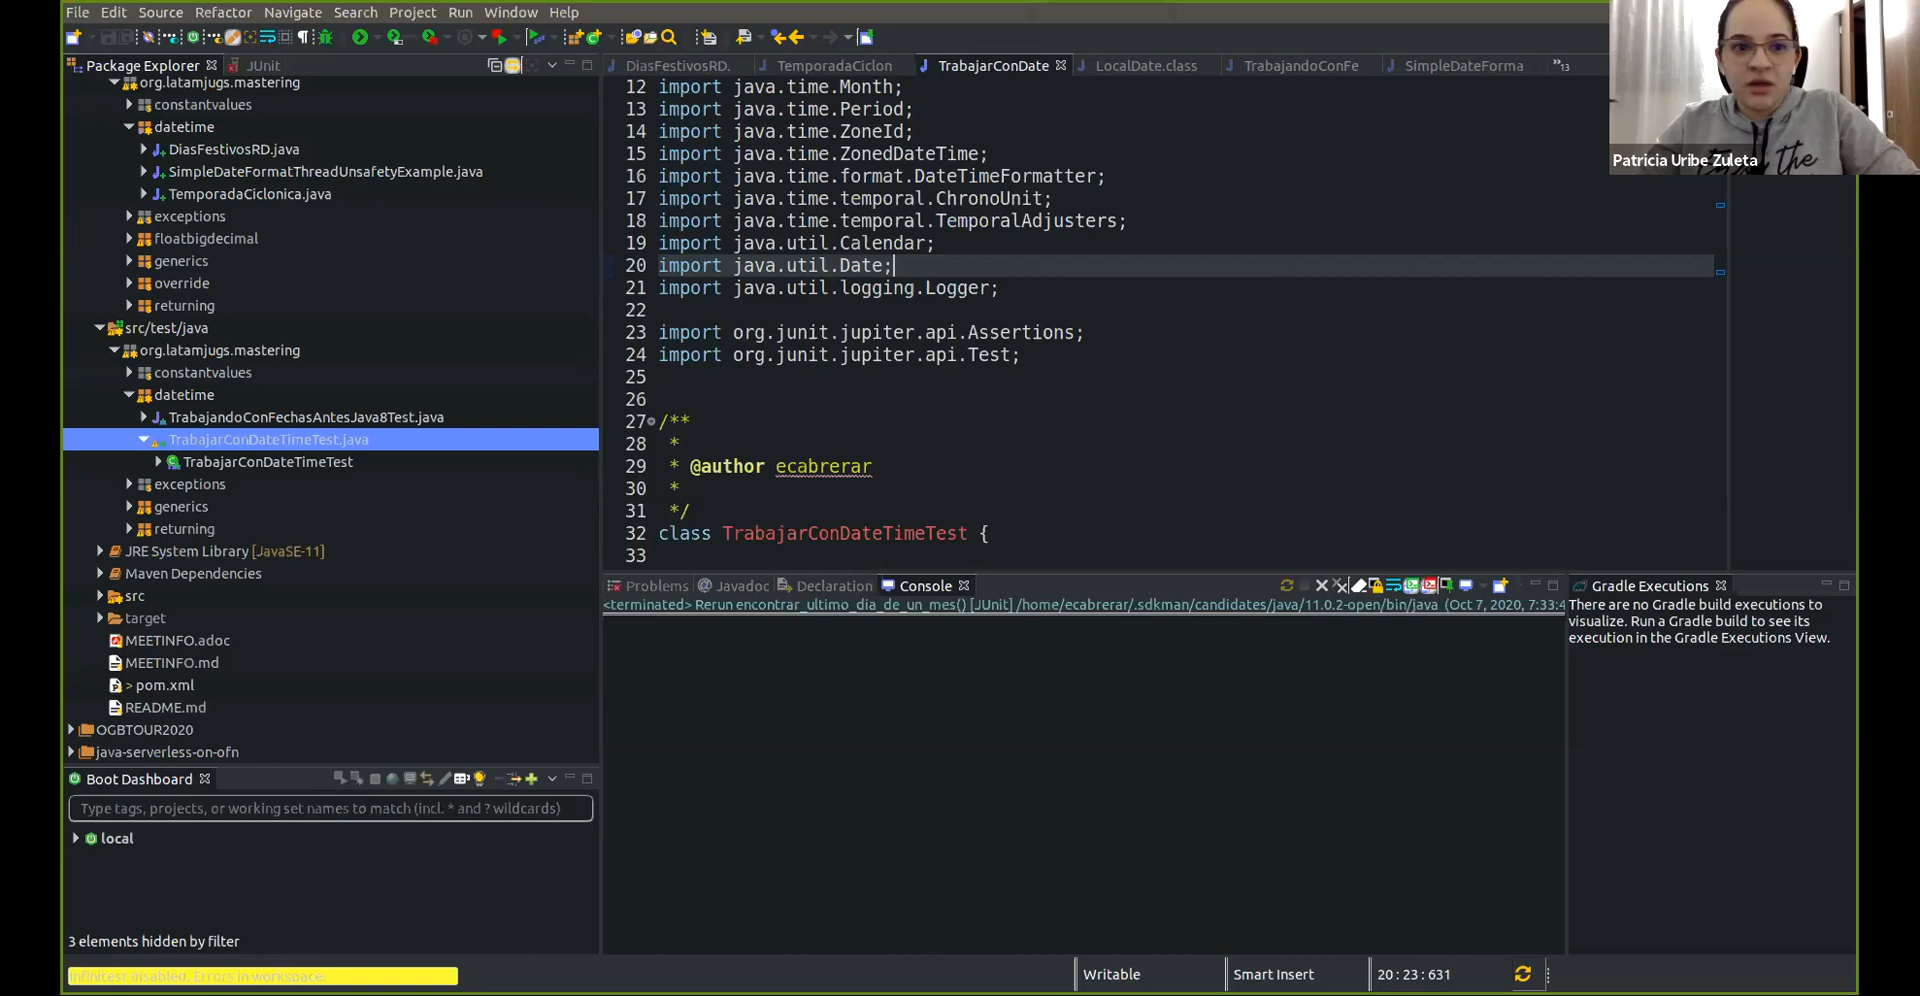 File Edit Source Refactor Navigate Search Project Run Window Help
Package Explorer JUnit
org.latamjugs.mastering
constantvalues
datetime
DiasFestivosRD.java
SimpleDateFormatThreadUnsafetyExample.java
TemporadaCiclonica.java
exceptions
floatbigdecimal
generics
override
returning
src/test/java
org.latamjugs.mastering
constantvalues
datetime
TrabajandoConFechasAntesJava8Test.java
TrabajarConDateTimeTest.java
TrabajarConDateTimeTest
exceptions
generics
returning
JRE System Library [JavaSE-11]
Maven Dependencies
src
target
MEETINFO.adoc
MEETINFO.md
> pom.xml
README.md
OGBTOUR2020
java-serverless-on-ofn
Boot Dashboard
Type tags, projects, or working set names to match (incl. * and ? wildcards)
local
3 elements hidden by filter
Infinitest disabled. Errors in workspace.
DiasFestivosRD. TemporadaCiclon TrabajarConDate LocalDate.class TrabajandoConFe SimpleDateForma »13
12 import java.time.Month;
13 import java.time.Period;
14 import java.time.ZoneId;
15 import java.time.ZonedDateTime;
16 import java.time.format.DateTimeFormatter;
17 import java.time.temporal.ChronoUnit;
18 import java.time.temporal.TemporalAdjusters;
19 import java.util.Calendar;
20 import java.util.Date;
21 import java.util.logging.Logger;
22
23 import org.junit.jupiter.api.Assertions;
24 import org.junit.jupiter.api.Test;
25
26
27 /**
28 *
29 * @author ecabrerar
30 *
31 */
32 class TrabajarConDateTimeTest {
33
Problems @ Javadoc Declaration Console
<terminated> Rerun encontrar_ultimo_dia_de_un_mes() [JUnit] /home/ecabrerar/.sdkman/candidates/java/11.0.2-open/bin/java (Oct 7, 2020, 7:33:4
Gradle Executions
There are no Gradle build executions to
visualize. Run a Gradle build to see its
execution in the Gradle Executions View.
Writable Smart Insert 20 : 23 : 631
Patricia Uribe Zuleta